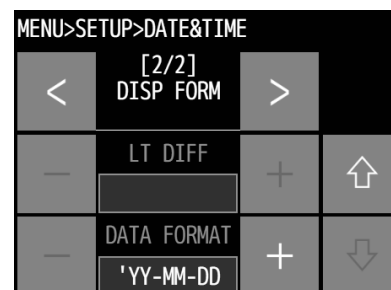 MENU>SETUP>DATE&TIME
[2/2]
< DISP FORM >
LT DIFF
- +
DATA FORMAT
- 'YY-MM-DD +